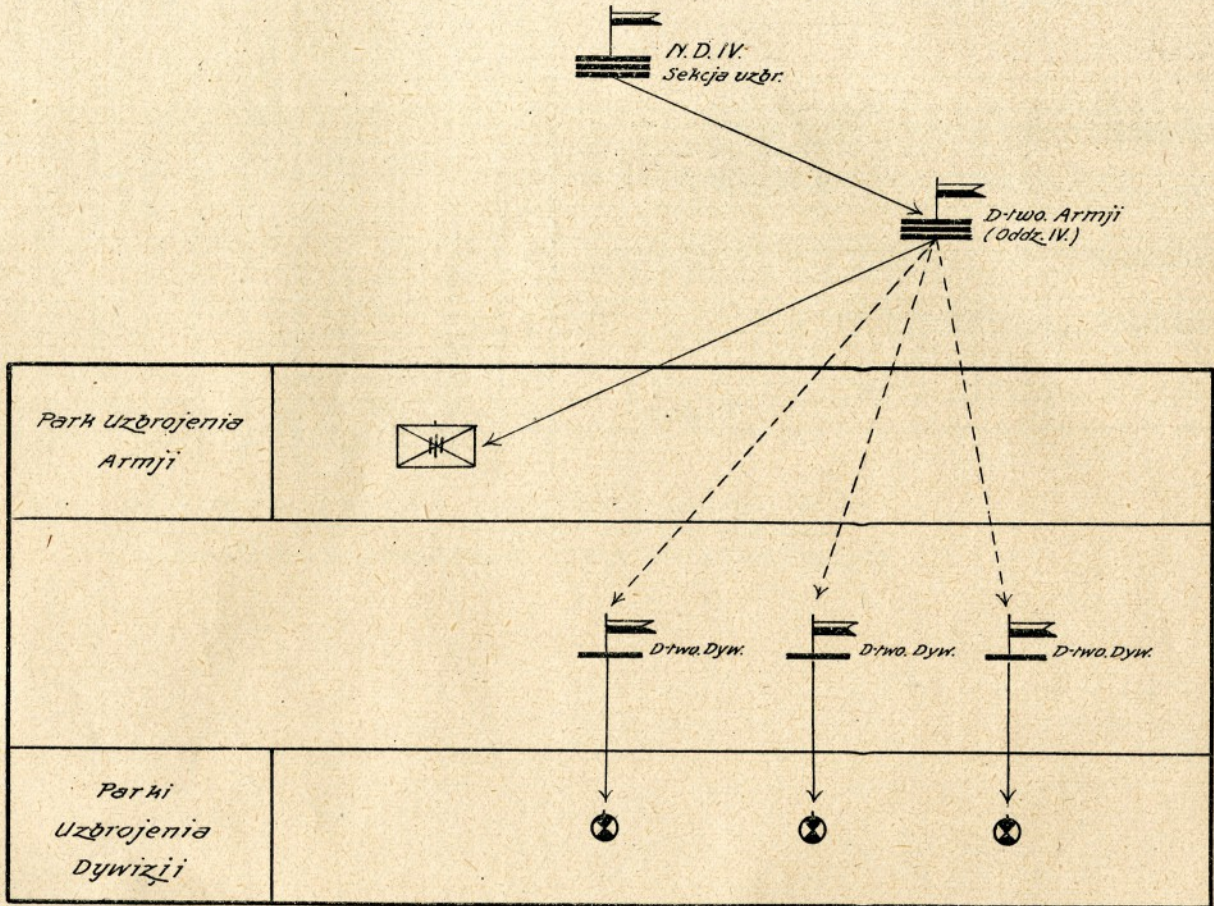 N. D. IV.
Sekcja uzbr.
D-two. Armji
(Oddz. IV.)
Park Uzbrojenia
Armji
D-two. Dyw.
D-two. Dyw.
D-two. Dyw.
Parki
Uzbrojenia
Dywizji